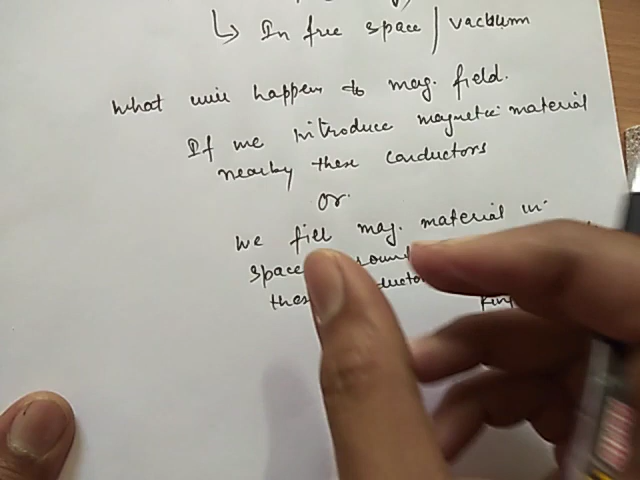 ↳ In free space / vacuum
What will happen to mag. field.
If we introduce magnetic material
nearby these conductors
or.
we fill mag. material in
space